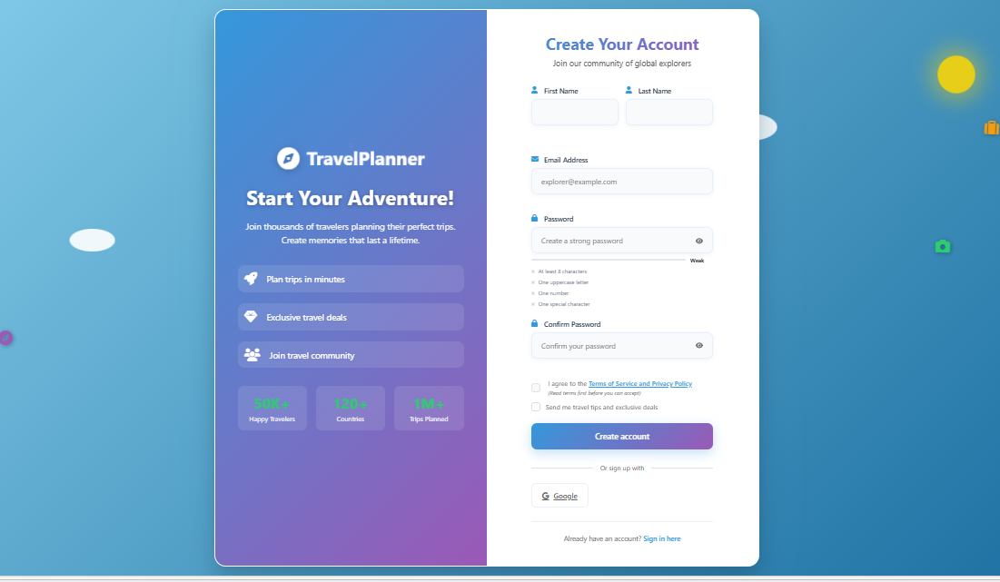 TravelPlanner
Start Your Adventure!
Join thousands of travelers planning their perfect trips.
Create memories that last a lifetime.
Plan trips in minutes
Exclusive travel deals
Join travel community
50K+
Happy Travelers
120+
Countries
1M+
Trips Planned
Create Your Account
Join our community of global explorers
First Name
Last Name
Email Address
explorer@example.com
Password
Create a strong password
Weak
At least 8 characters
One uppercase letter
One number
One special character
Confirm Password
Confirm your password
I agree to the Terms of Service and Privacy Policy
(Read terms first before you can accept)
Send me travel tips and exclusive deals
Create account
Or sign up with
Google
Already have an account? Sign in here